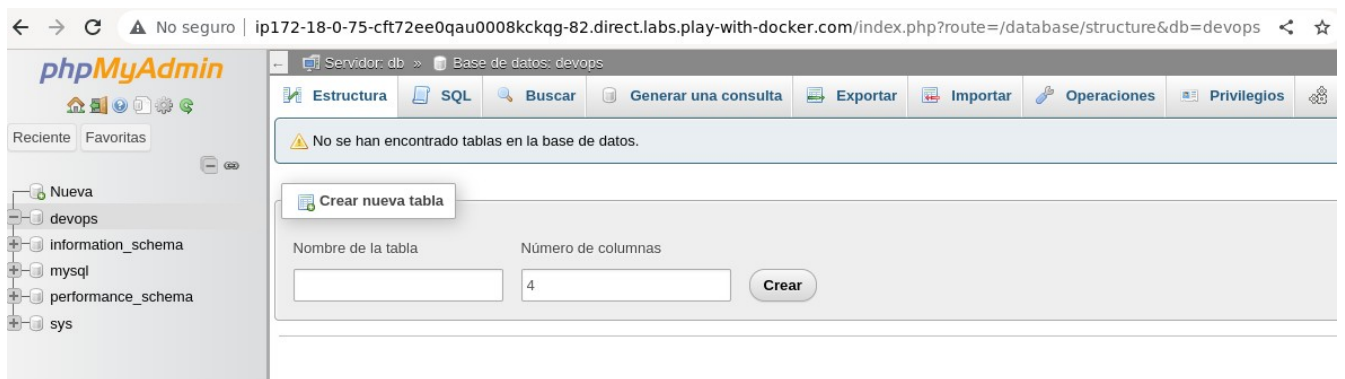 No seguro | ip172-18-0-75-cft72ee0qau0008kckqg-82.direct.labs.play-with-docker.com/index.php?route=/database/structure&db=devops
phpMyAdmin
Reciente Favoritas
Nueva
devops
information_schema
mysql
performance_schema
sys
Servidor: db » Base de datos: devops
Estructura SQL Buscar Generar una consulta Exportar Importar Operaciones Privilegios
No se han encontrado tablas en la base de datos.
Crear nueva tabla
Nombre de la tabla Número de columnas
4 Crear